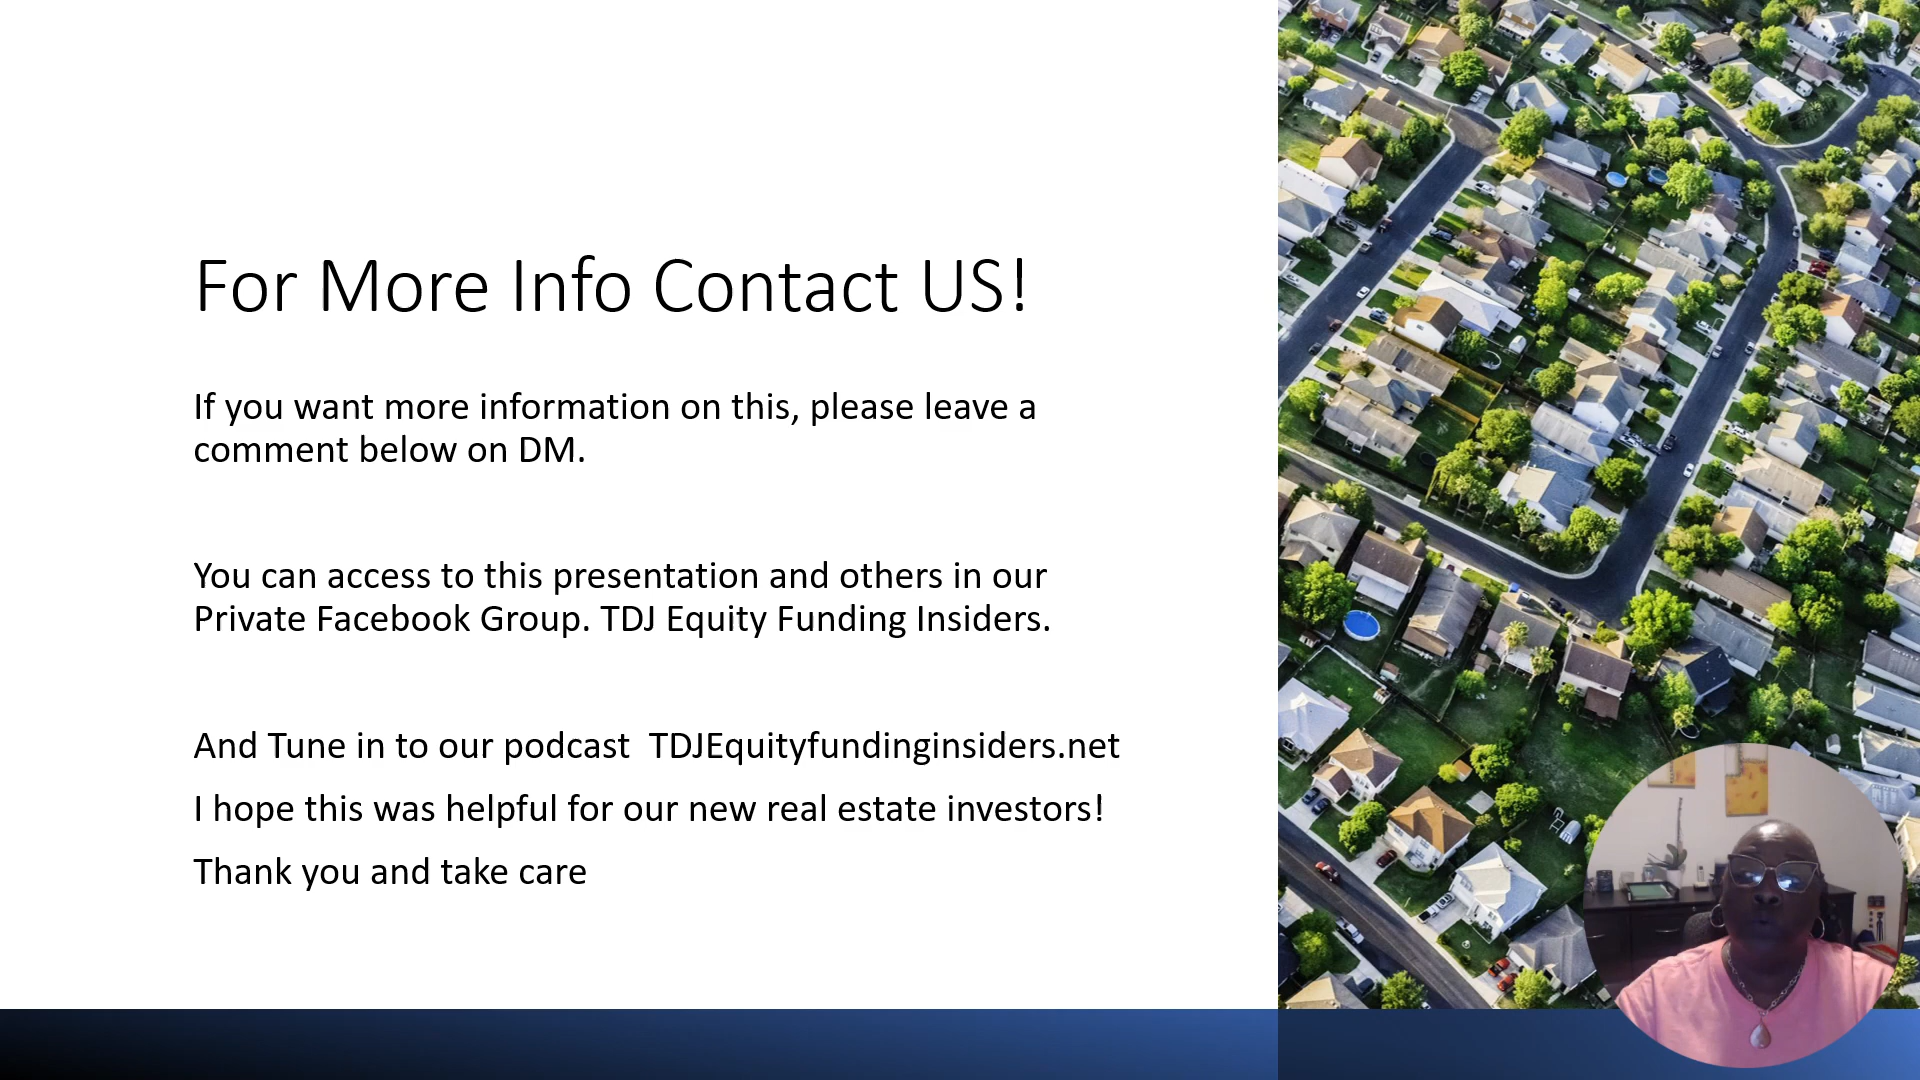 For More Info Contact US!
If you want more information on this, please leave a
comment below on DM.
You can access to this presentation and others in our
Private Facebook Group. TDJ Equity Funding Insiders.
And Tune in to our podcast  TDJEquityfundinginsiders.net
I hope this was helpful for our new real estate investors!
Thank you and take care